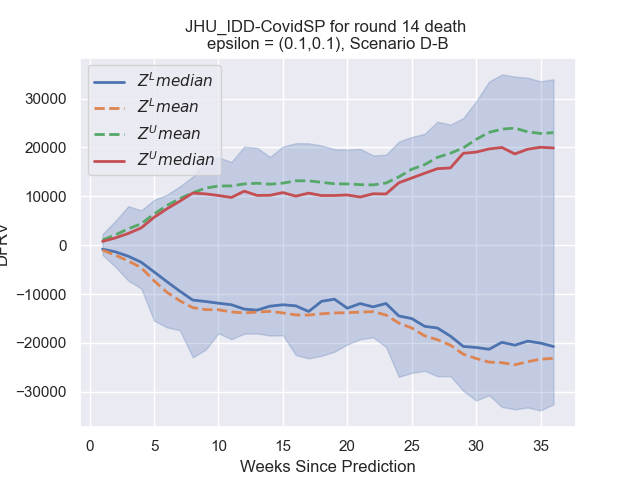 JHU_IDD-CovidSP for round 14 death
epsilon = (0.1,0.1), Scenario D-B
Z^L median
Z^L mean
Z^U mean
Z^U median
30000
20000
10000
0
−10000
−20000
−30000
0 5 10 15 20 25 30 35
Weeks Since Prediction